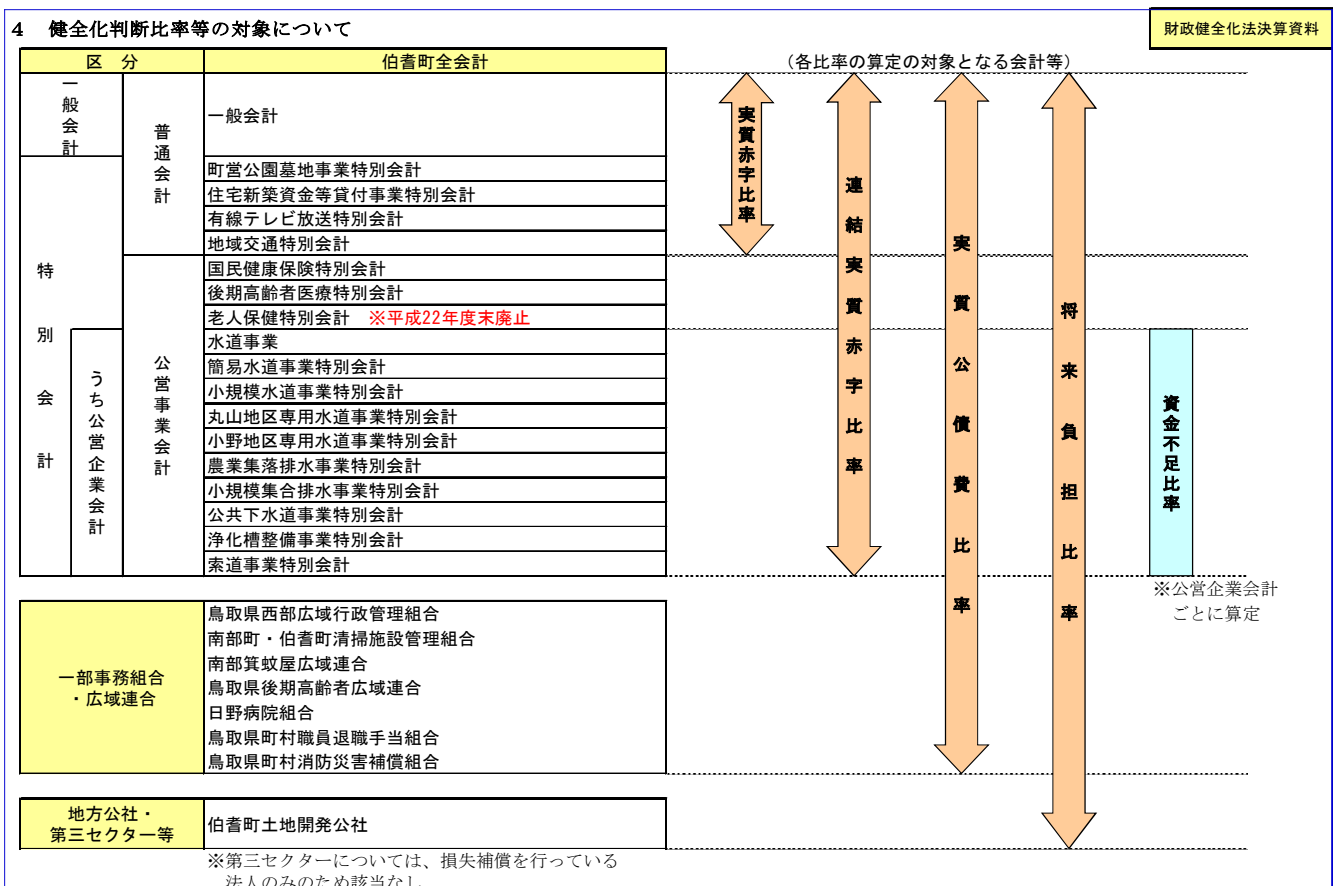 4　健全化判断比率等の対象について
財政健全化法決算資料
区　分
伯耆町全会計
（各比率の算定の対象となる会計等）
一般会計
普通会計
一般会計
町営公園墓地事業特別会計
住宅新築資金等貸付事業特別会計
有線テレビ放送特別会計
地域交通特別会計
特別会計
公営事業会計
国民健康保険特別会計
後期高齢者医療特別会計
老人保健特別会計　※平成22年度末廃止
うち公営企業会計
水道事業
簡易水道事業特別会計
小規模水道事業特別会計
丸山地区専用水道事業特別会計
小野地区専用水道事業特別会計
農業集落排水事業特別会計
小規模集合排水事業特別会計
公共下水道事業特別会計
浄化槽整備事業特別会計
索道事業特別会計
実質赤字比率
連結実質赤字比率
実質公債費比率
将来負担比率
資金不足比率
※公営企業会計
ごとに算定
一部事務組合
・広域連合
鳥取県西部広域行政管理組合
南部町・伯耆町清掃施設管理組合
南部箕蚊屋広域連合
鳥取県後期高齢者広域連合
日野病院組合
鳥取県町村職員退職手当組合
鳥取県町村消防災害補償組合
地方公社・
第三セクター等
伯耆町土地開発公社
※第三セクターについては、損失補償を行っている
法人のみのため該当なし